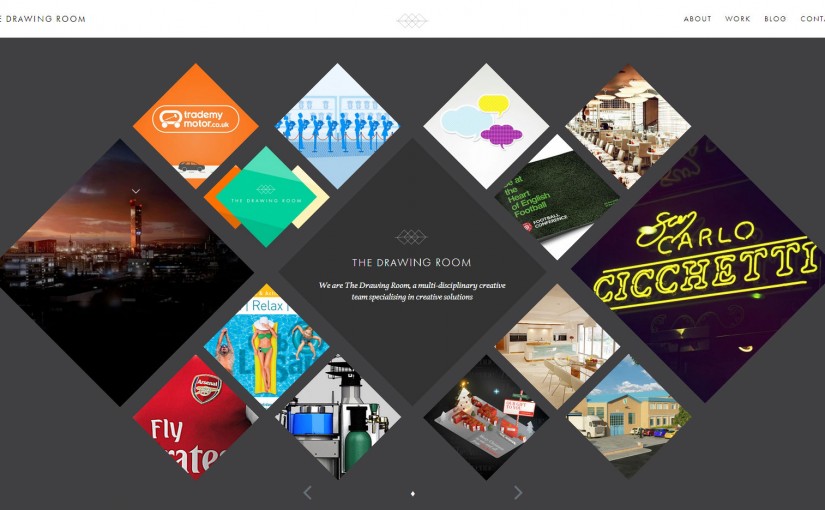 E DRAWING ROOM
ABOUT WORK BLOG CONTA
trademy
motor.co.uk
THE DRAWING ROOM
at
the
Heart
of English
Football
FOOTBALL
CONFERENCE
San
CARLO
CICCHETTI
THE DRAWING ROOM
We are The Drawing Room, a multi-disciplinary creative
team specialising in creative solutions
Relax
Arsenal
Fly